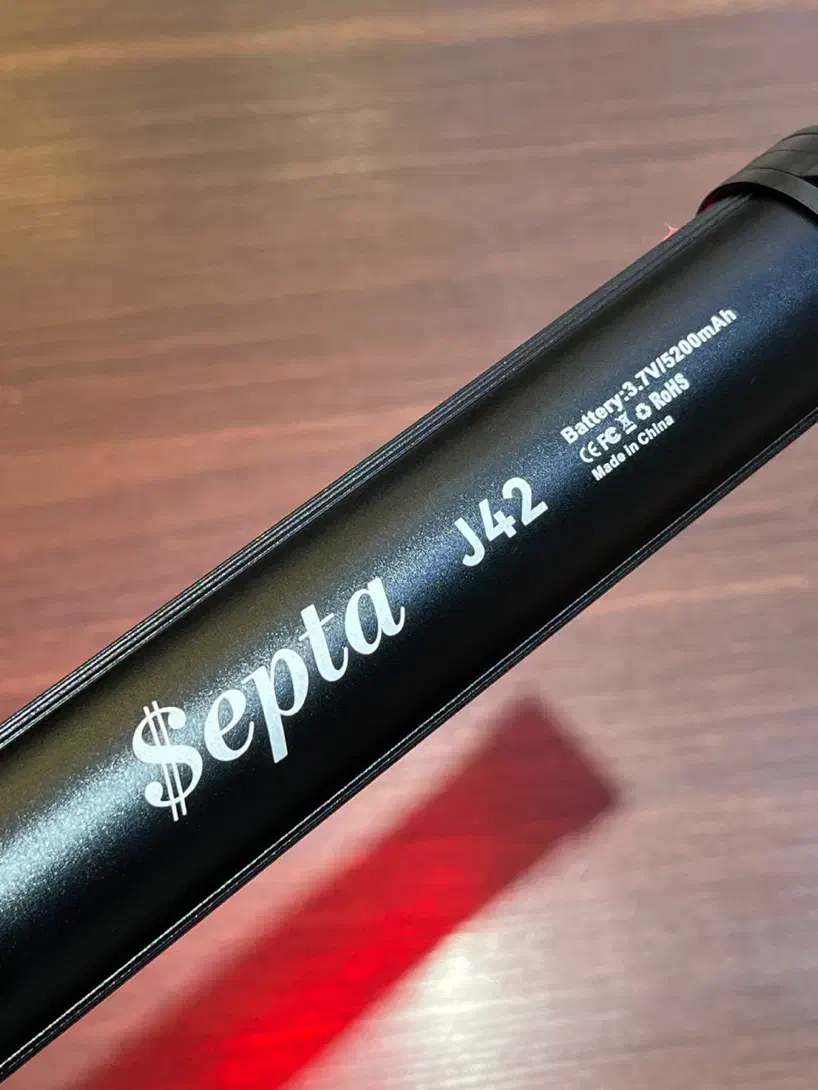 $epta
J42
Battery:3.7V/5200mAh
CE FC RoHS
Made in China